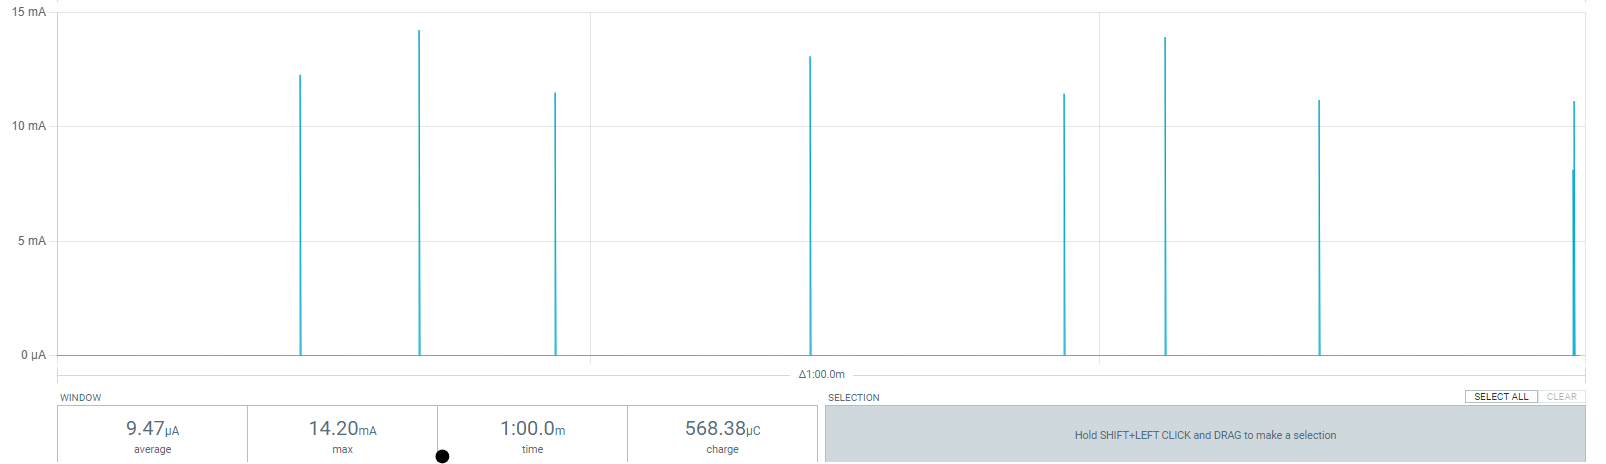 15 mA
10 mA
5 mA
0 µA
Δ1:00.0m
WINDOW
SELECTION
SELECT ALL
CLEAR
9.47µA
average
14.20mA
max
1:00.0m
time
568.38µC
charge
Hold SHIFT+LEFT CLICK and DRAG to make a selection